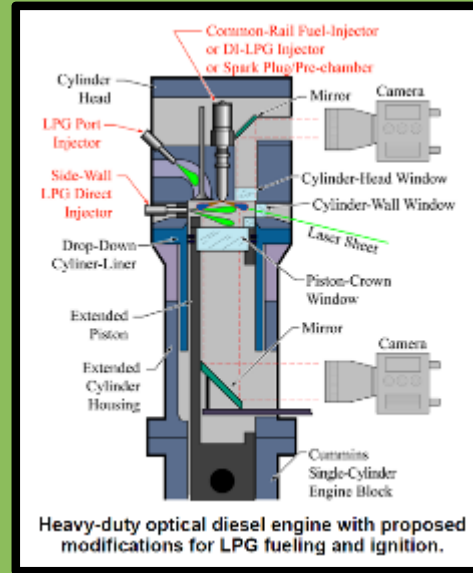 Common-Rail Fuel-Injector
or DI-LPG Injector
or Spark Plug/Pre-chamber
Cylinder
Head
Mirror
Camera
LPG Port
Injector
Side-Wall
LPG Direct
Injector
Cylinder-Head Window
Cylinder-Wall Window
Laser Sheet
Drop-Down
Cyliner-Liner
Piston-Crown
Window
Extended
Piston
Mirror
Camera
Extended
Cylinder
Housing
Cummins
Single-Cylinder
Engine Block
Heavy-duty optical diesel engine with proposed
modifications for LPG fueling and ignition.